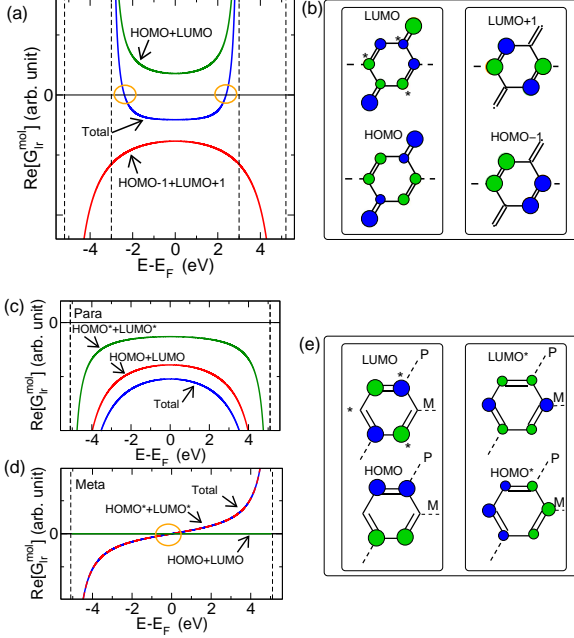 (a)
HOMO+LUMO
0
Total
HOMO-1+LUMO+1
Re[G_lr^mol] (arb. unit)
-4 -2 0 2 4
E-E_F (eV)
(b)
LUMO
*
*
*
LUMO+1
HOMO
HOMO−1
(c)
Para
0
HOMO*+LUMO*
HOMO+LUMO
Total
Re[G_lr^mol] (arb. unit)
-4 -2 0 2 4
E-E_F (eV)
(d)
Meta
Total
HOMO*+LUMO*
0
HOMO+LUMO
Re[G_lr^mol] (arb. unit)
-4 -2 0 2 4
E-E_F (eV)
(e)
LUMO
P
*
*
M
*
LUMO*
P
M
HOMO
P
M
HOMO*
P
M